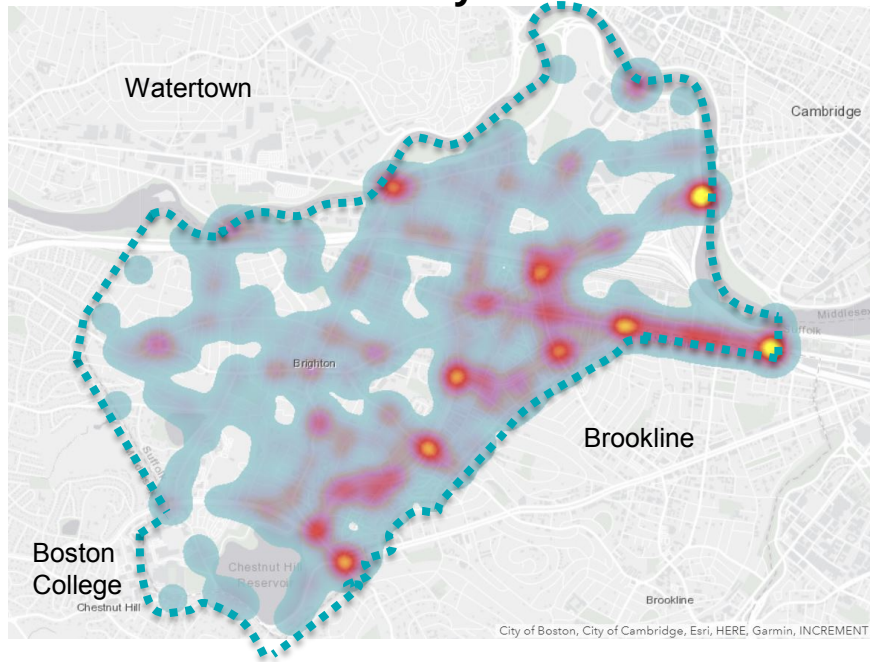 Watertown
Cambridge
Middlesex
Suffolk
Brighton
Brookline
Suffolk
Boston
College
Chestnut Hill
Reservoir
Chestnut Hill
Brookline
City of Boston, City of Cambridge, Esri, HERE, Garmin, INCREMENT